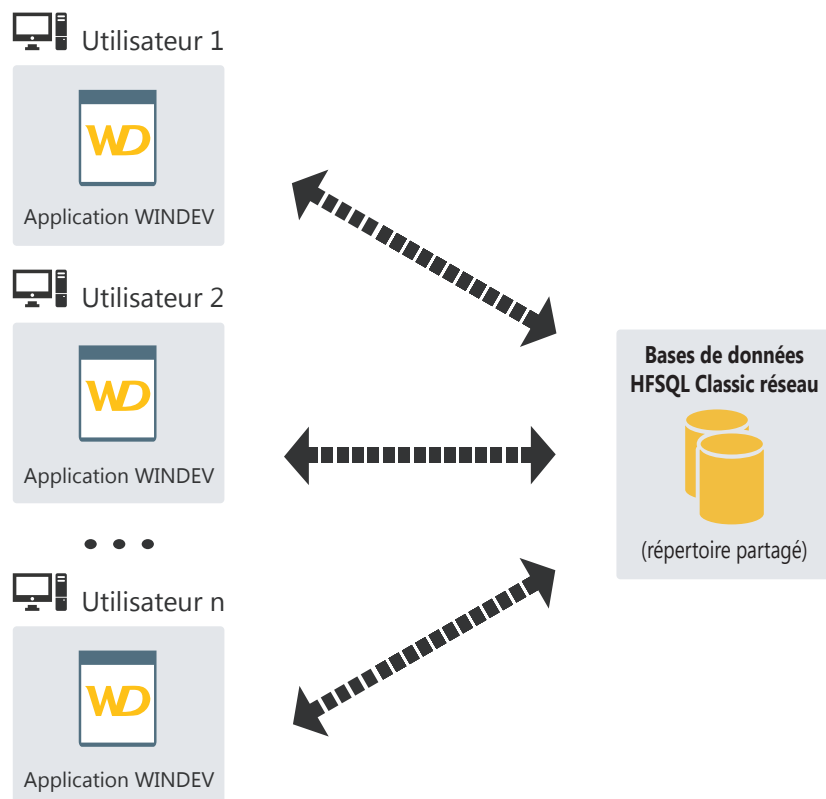 Utilisateur 1
WD
Application WINDEV
Utilisateur 2
WD
Application WINDEV
• • •
Utilisateur n
WD
Application WINDEV
Bases de données
HFSQL Classic réseau
(répertoire partagé)